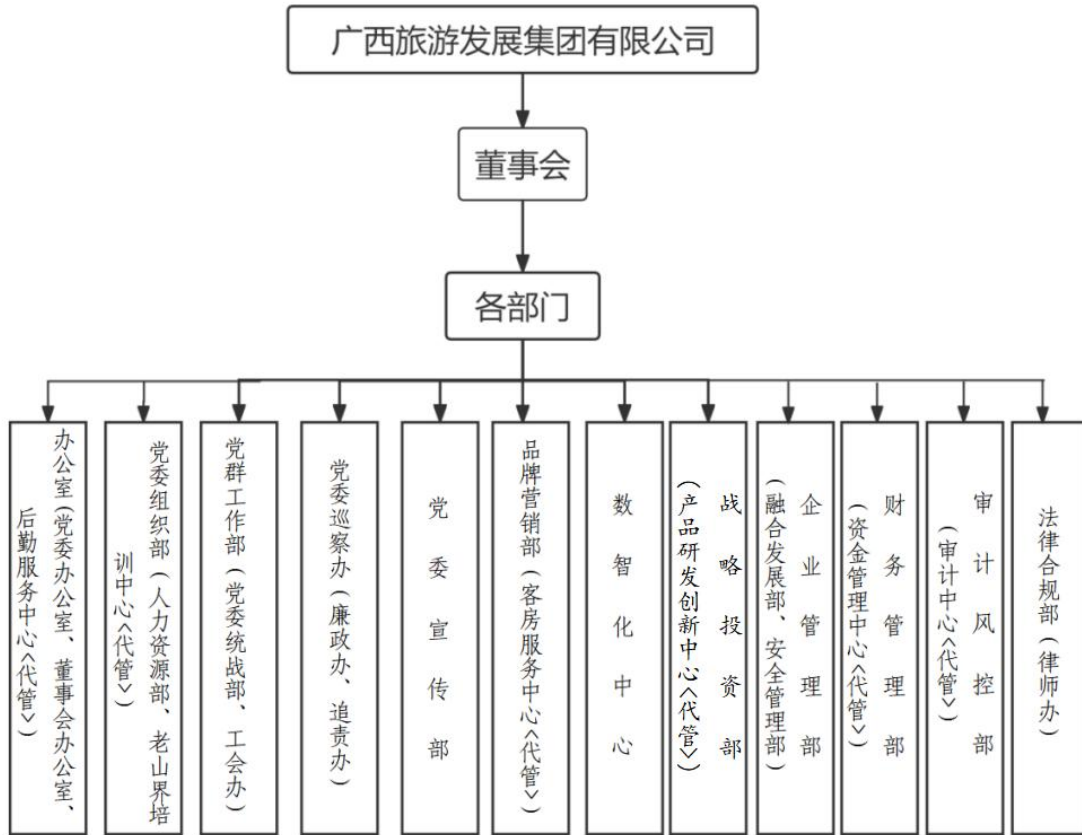 广西旅游发展集团有限公司
董事会
各部门
办公室(党委办公室、董事会办公室、
后勤服务中心<代管>)
党委组织部(人力资源部、老山界培
训中心<代管>)
党群工作部(党委统战部、工会办)
党委巡察办(廉政办、追责办)
党委宣传部
品牌营销部(客房服务中心<代管>)
数智化中心
战略投资部
(产品研发创新中心<代管>)
企业管理部
(融合发展部、安全管理部)
财务管理部
(资金管理中心<代管>)
审计风控部
(审计中心<代管>)
法律合规部(律师办)